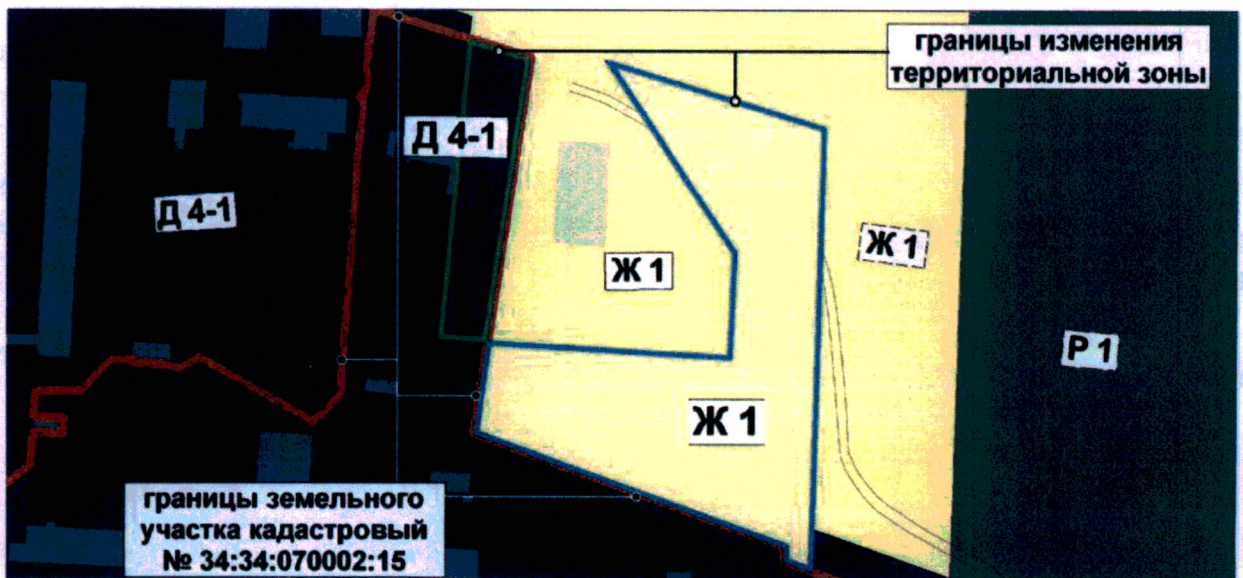 границы изменения
территориальной зоны
Д 4-1
Д 4-1
Ж 1
Ж 1
Р 1
Ж 1
границы земельного
участка кадастровый
№ 34:34:070002:15